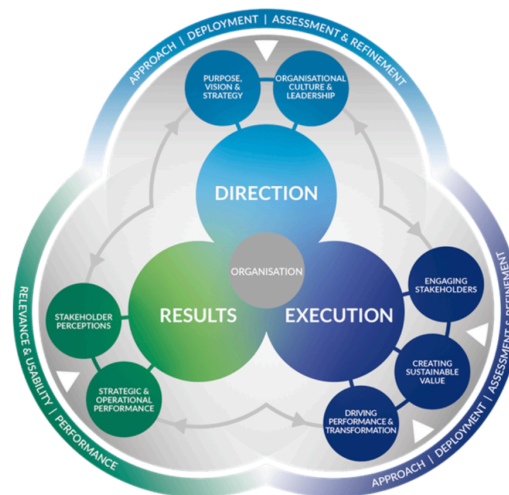 APPROACH | DEPLOYMENT | ASSESSMENT & REFINEMENT
PURPOSE,
VISION &
STRATEGY
ORGANISATIONAL
CULTURE &
LEADERSHIP
DIRECTION
ORGANISATION
RESULTS
EXECUTION
ENGAGING
STAKEHOLDERS
CREATING
SUSTAINABLE
VALUE
DRIVING
PERFORMANCE &
TRANSFORMATION
STAKEHOLDER
PERCEPTIONS
STRATEGIC &
OPERATIONAL
PERFORMANCE
RELEVANCE & USABILITY | PERFORMANCE
APPROACH | DEPLOYMENT | ASSESSMENT & REFINEMENT